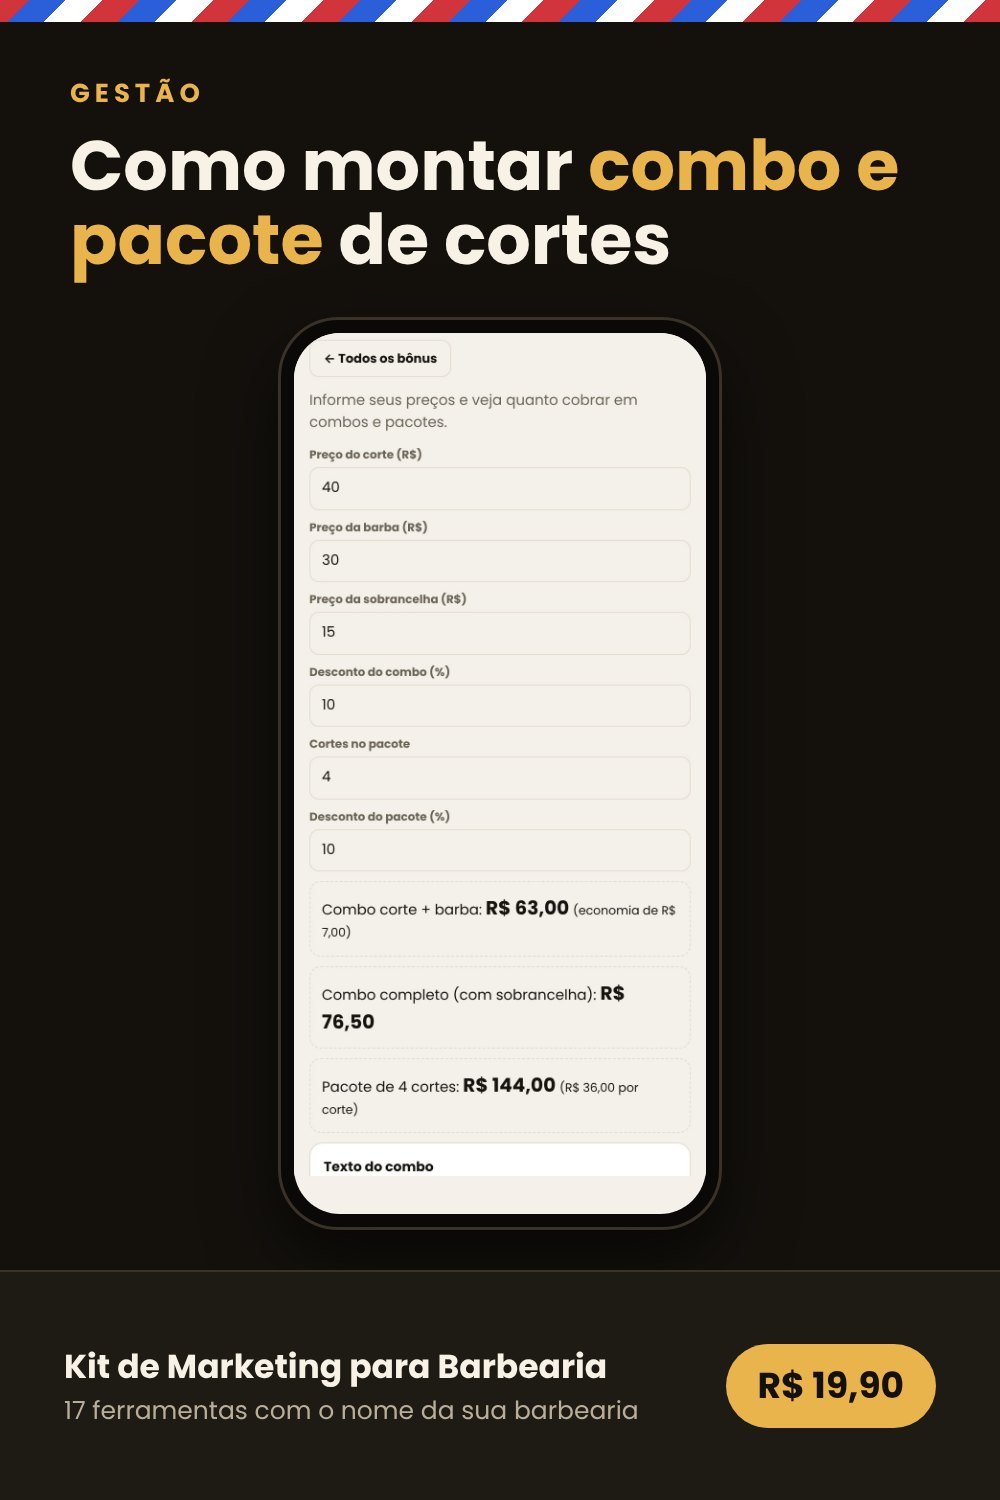 GESTÃO
Como montar combo e
pacote de cortes
← Todos os bônus
Informe seus preços e veja quanto cobrar em
combos e pacotes.
Preço do corte (R$)
40
Preço da barba (R$)
30
Preço da sobrancelha (R$)
15
Desconto do combo (%)
10
Cortes no pacote
4
Desconto do pacote (%)
10
Combo corte + barba: R$ 63,00 (economia de R$
7,00)
Combo completo (com sobrancelha): R$
76,50
Pacote de 4 cortes: R$ 144,00 (R$ 36,00 por
corte)
Texto do combo
Kit de Marketing para Barbearia
17 ferramentas com o nome da sua barbearia
R$ 19,90